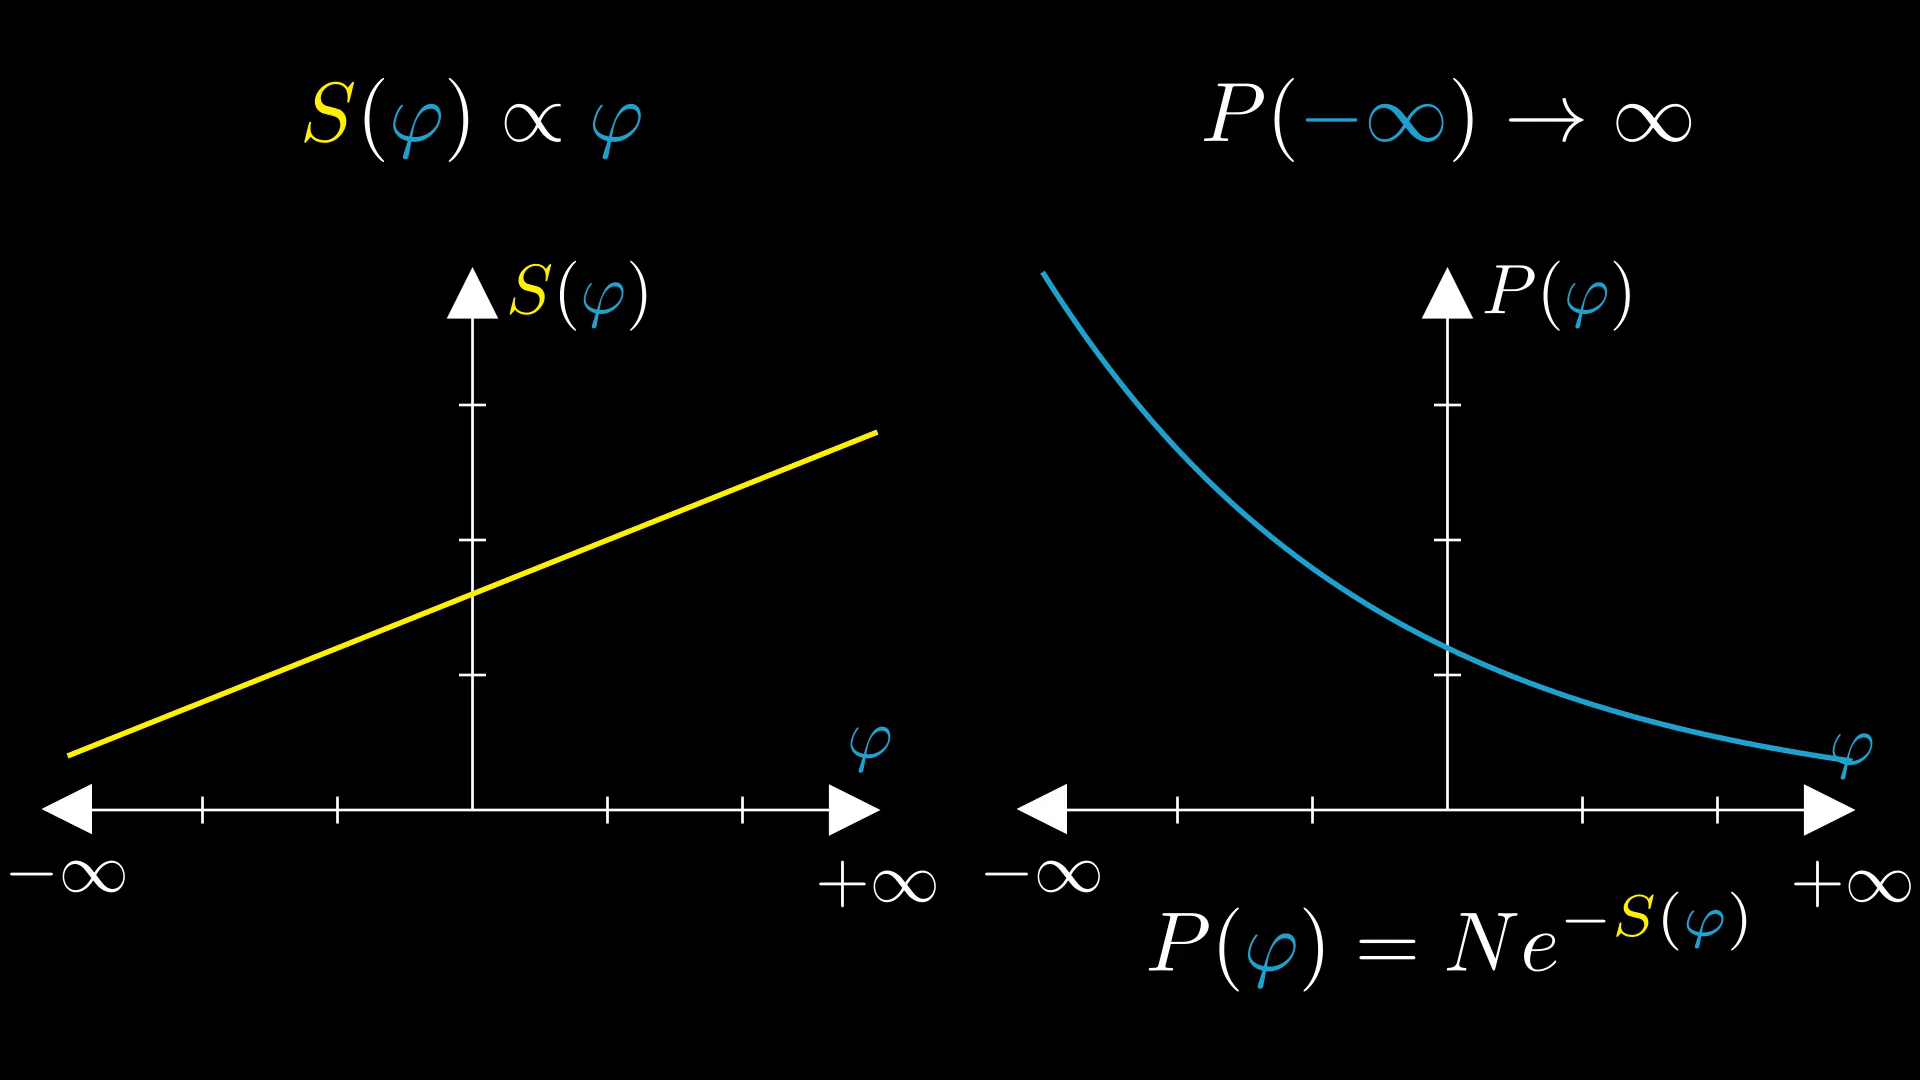 S(φ) ∝ φ
P(−∞) → ∞
S(φ)
φ
−∞
+∞
P(φ)
φ
−∞
+∞
P(φ) = Ne^{−S(φ)}